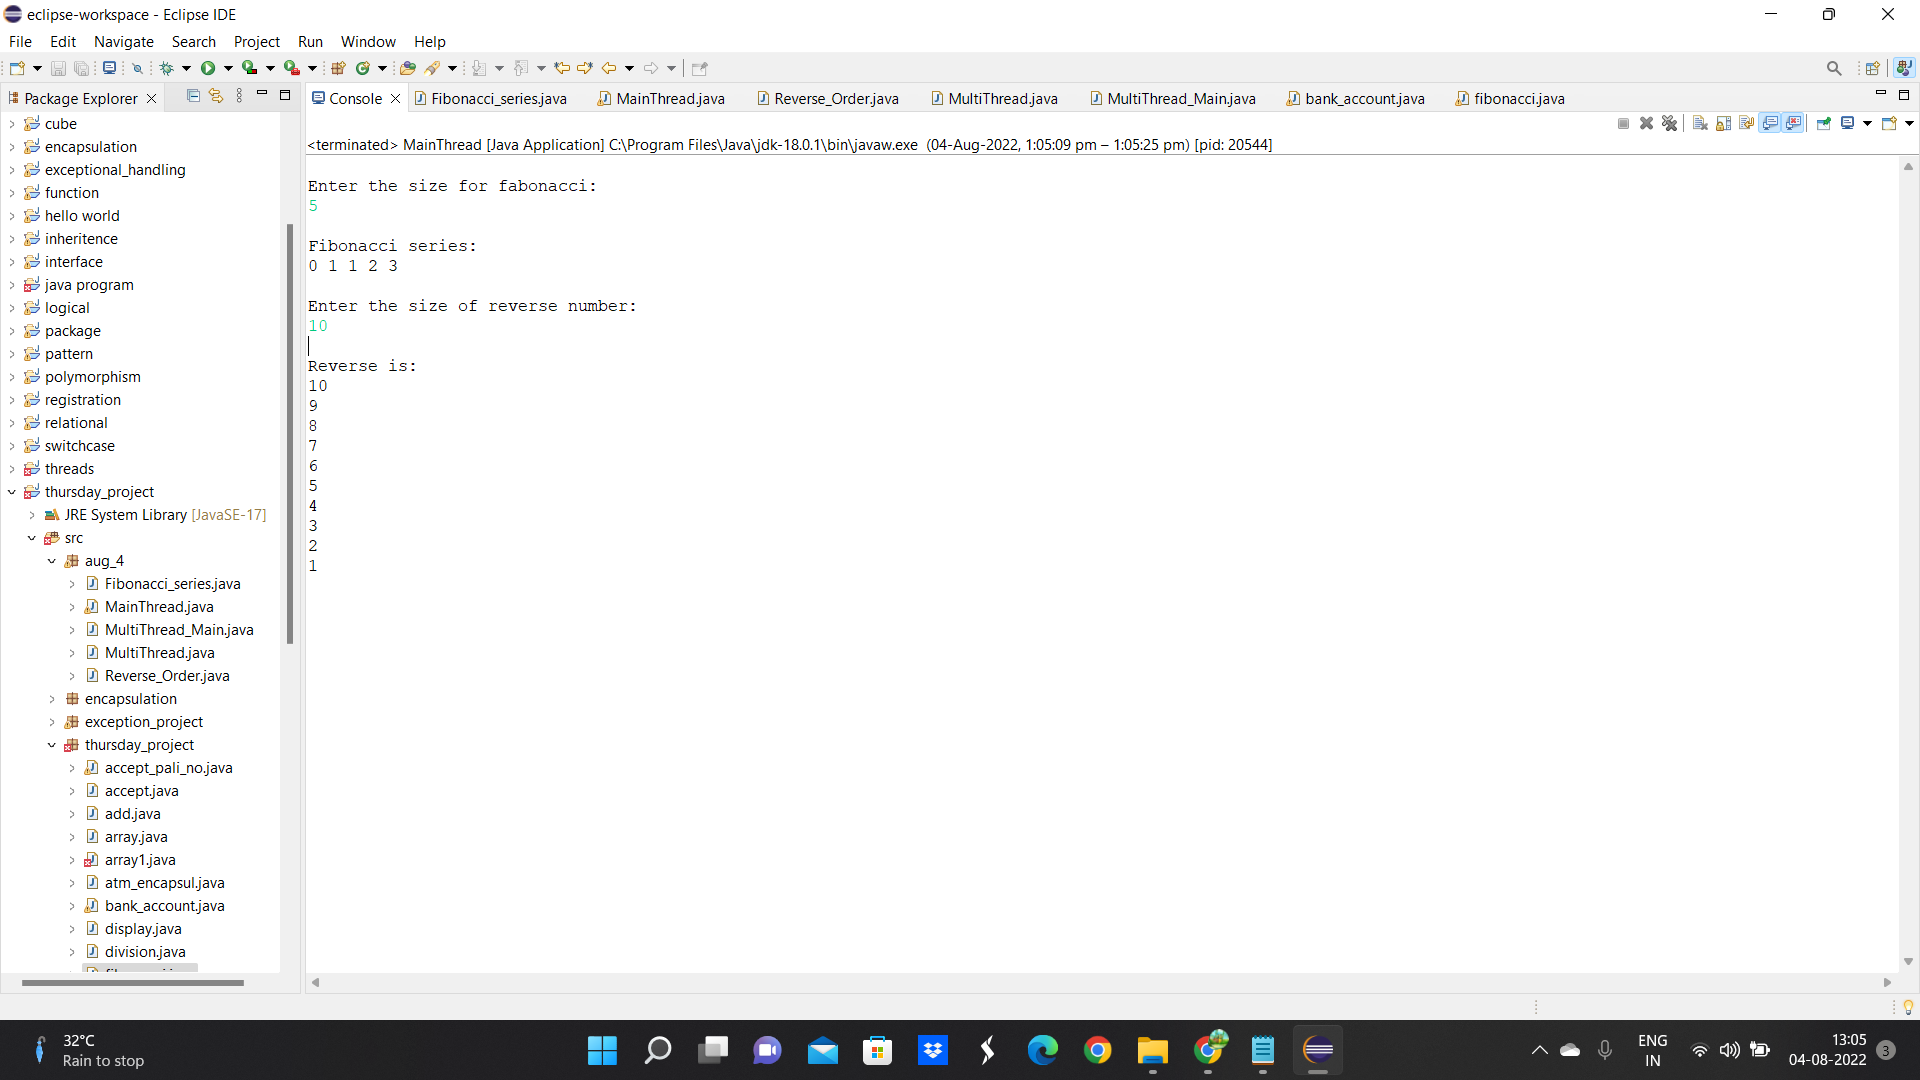 eclipse-workspace - Eclipse IDE
File Edit Navigate Search Project Run Window Help
Package Explorer
cube
encapsulation
exceptional_handling
function
hello world
inheritence
interface
java program
logical
package
pattern
polymorphism
registration
relational
switchcase
threads
thursday_project
JRE System Library [JavaSE-17]
src
aug_4
Fibonacci_series.java
MainThread.java
MultiThread_Main.java
MultiThread.java
Reverse_Order.java
encapsulation
exception_project
thursday_project
accept_pali_no.java
accept.java
add.java
array.java
array1.java
atm_encapsul.java
bank_account.java
display.java
division.java
Console Fibonacci_series.java MainThread.java Reverse_Order.java MultiThread.java MultiThread_Main.java bank_account.java fibonacci.java
<terminated> MainThread [Java Application] C:\Program Files\Java\jdk-18.0.1\bin\javaw.exe (04-Aug-2022, 1:05:09 pm – 1:05:25 pm) [pid: 20544]
Enter the size for fabonacci:
5
Fibonacci series:
0 1 1 2 3
Enter the size of reverse number:
10
Reverse is:
10
9
8
7
6
5
4
3
2
1
32°C
Rain to stop
ENG
IN
13:05
04-08-2022
3